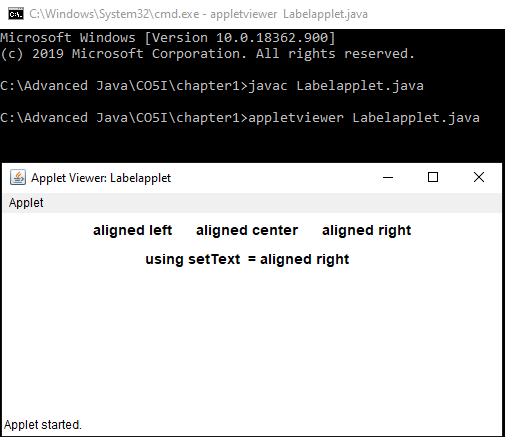 C:\Windows\System32\cmd.exe - appletviewer  Labelapplet.java
Microsoft Windows [Version 10.0.18362.900]
(c) 2019 Microsoft Corporation. All rights reserved.
C:\Advanced Java\CO5I\chapter1>javac Labelapplet.java
C:\Advanced Java\CO5I\chapter1>appletviewer Labelapplet.java
Applet Viewer: Labelapplet
Applet
aligned left aligned center aligned right
using setText  = aligned right
Applet started.